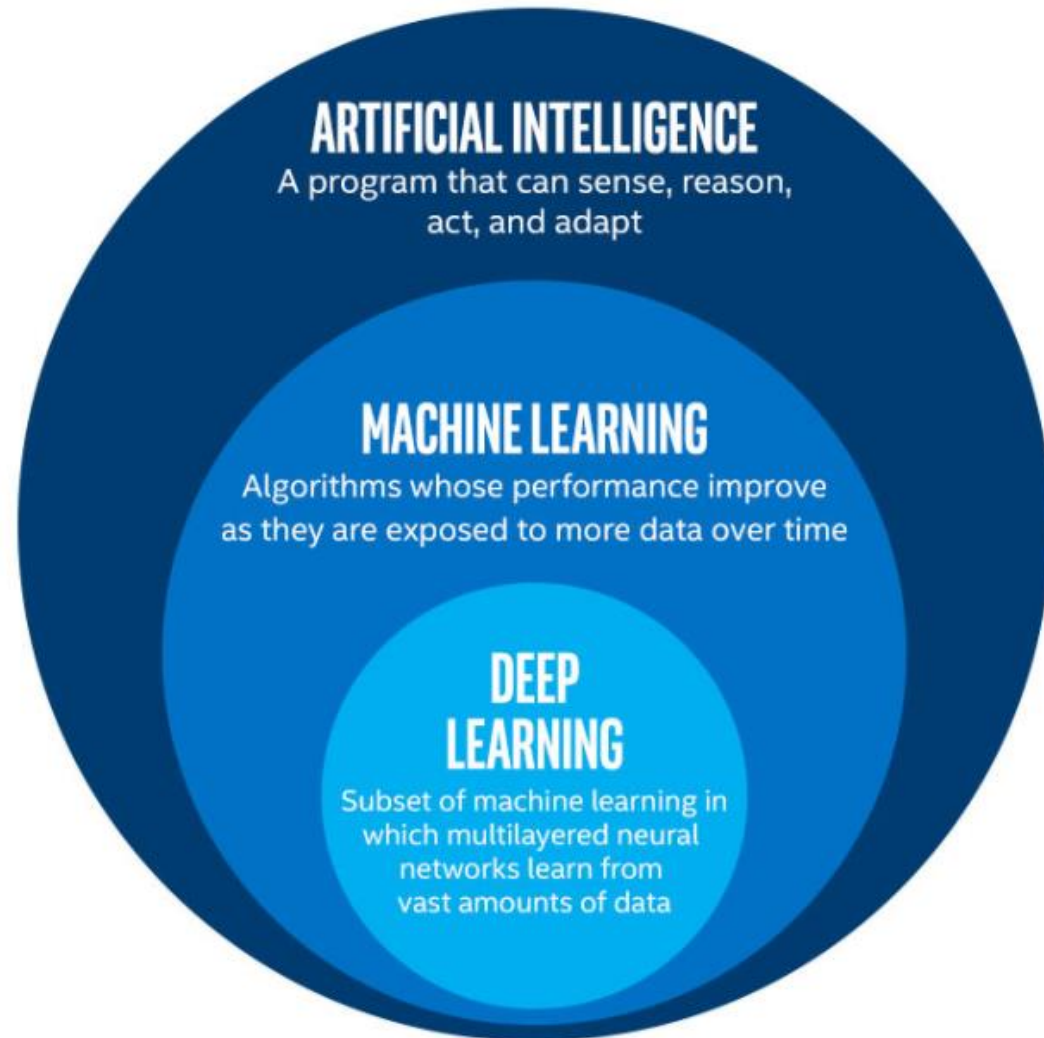 ARTIFICIAL INTELLIGENCE
A program that can sense, reason,
act, and adapt
MACHINE LEARNING
Algorithms whose performance improve
as they are exposed to more data over time
DEEP
LEARNING
Subset of machine learning in
which multilayered neural
networks learn from
vast amounts of data